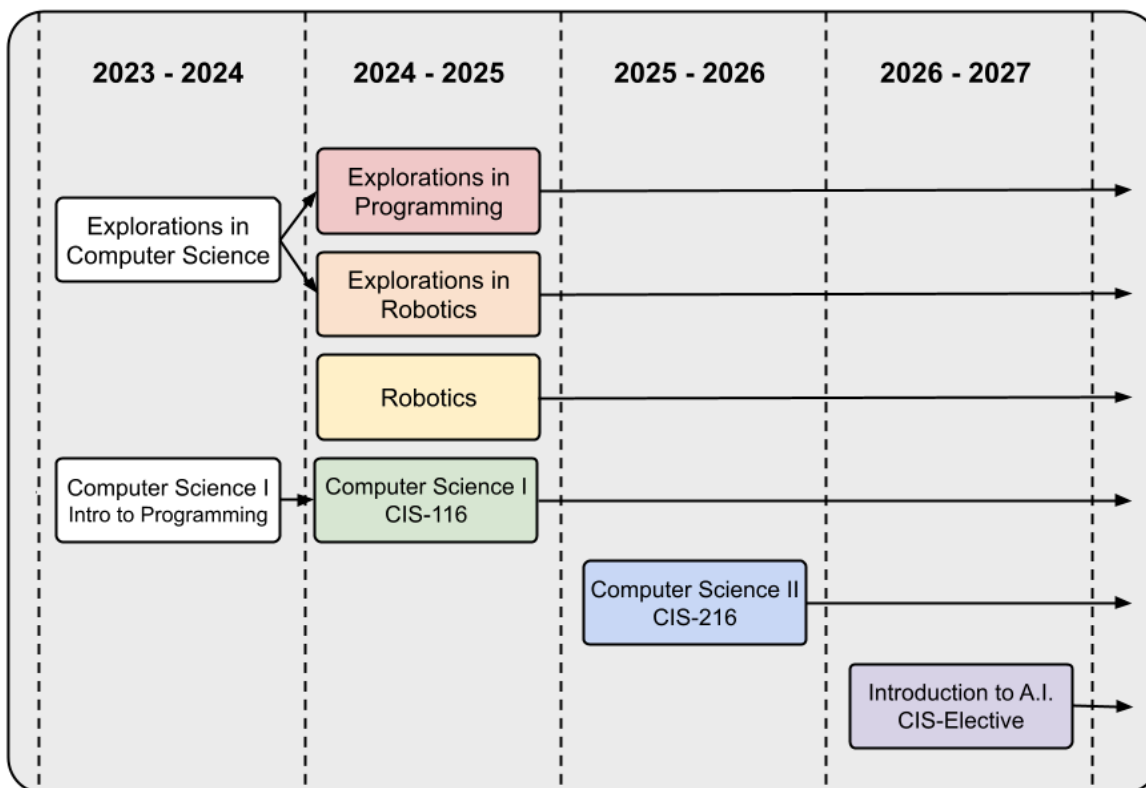 2023 - 2024
2024 - 2025
2025 - 2026
2026 - 2027
Explorations in
Computer Science
Explorations in
Programming
Explorations in
Robotics
Robotics
Computer Science I
Intro to Programming
Computer Science I
CIS-116
Computer Science II
CIS-216
Introduction to A.I.
CIS-Elective